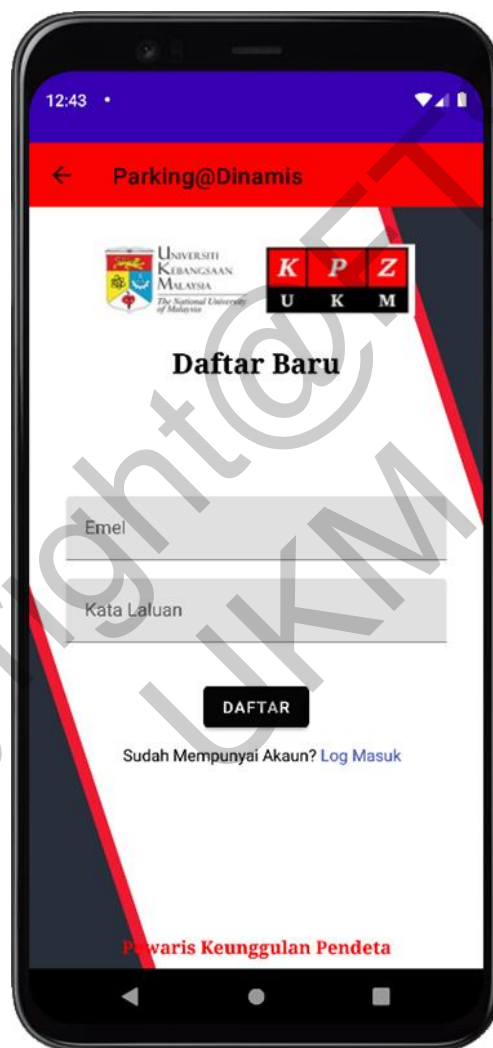 12:43
Parking@Dinamis
UNIVERSITI
KEBANGSAAN
MALAYSIA
The National University
of Malaysia
K P Z
U K M
Daftar Baru
Emel
Kata Laluan
DAFTAR
Sudah Mempunyai Akaun? Log Masuk
Pewaris Keunggulan Pendeta
UKM